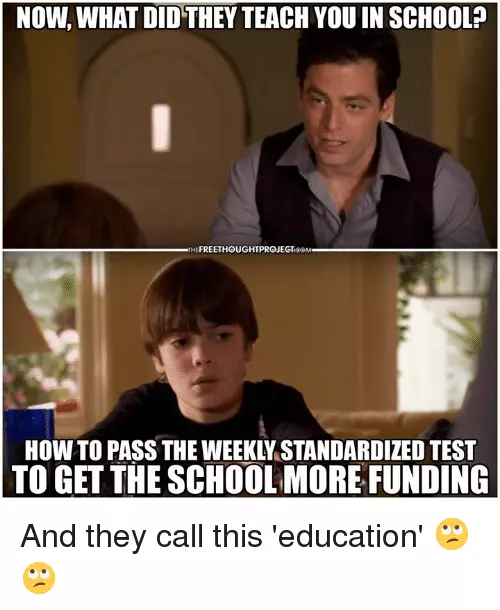 NOW, WHAT DID THEY TEACH YOU IN SCHOOL?
THEFREETHOUGHTPROJECT.COM
HOW TO PASS THE WEEKLY STANDARDIZED TEST
TO GET THE SCHOOL MORE FUNDING
And they call this 'education' 🙄
🙄